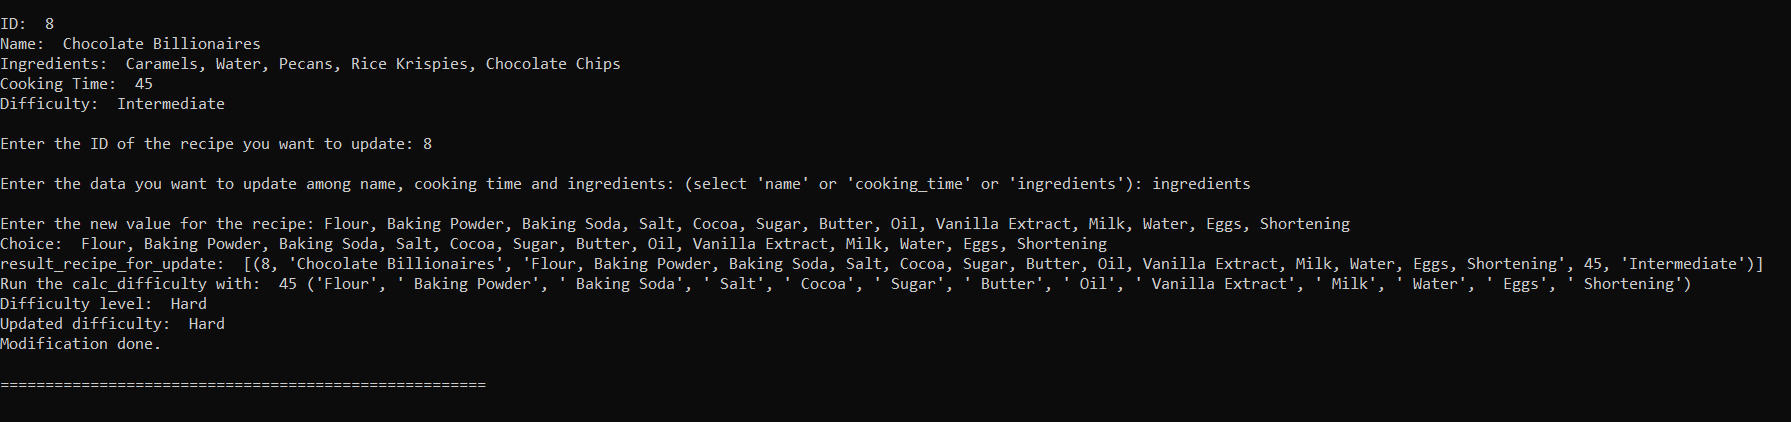 ID:  8
Name:  Chocolate Billionaires
Ingredients:  Caramels, Water, Pecans, Rice Krispies, Chocolate Chips
Cooking Time:  45
Difficulty:  Intermediate
Enter the ID of the recipe you want to update: 8
Enter the data you want to update among name, cooking time and ingredients: (select 'name' or 'cooking_time' or 'ingredients'): ingredients
Enter the new value for the recipe: Flour, Baking Powder, Baking Soda, Salt, Cocoa, Sugar, Butter, Oil, Vanilla Extract, Milk, Water, Eggs, Shortening
Choice:  Flour, Baking Powder, Baking Soda, Salt, Cocoa, Sugar, Butter, Oil, Vanilla Extract, Milk, Water, Eggs, Shortening
result_recipe_for_update:  [(8, 'Chocolate Billionaires', 'Flour, Baking Powder, Baking Soda, Salt, Cocoa, Sugar, Butter, Oil, Vanilla Extract, Milk, Water, Eggs, Shortening', 45, 'Intermediate')]
Run the calc_difficulty with:  45 ('Flour', ' Baking Powder', ' Baking Soda', ' Salt', ' Cocoa', ' Sugar', ' Butter', ' Oil', ' Vanilla Extract', ' Milk', ' Water', ' Eggs', ' Shortening')
Difficulty level:  Hard
Updated difficulty:  Hard
Modification done.
======================================================